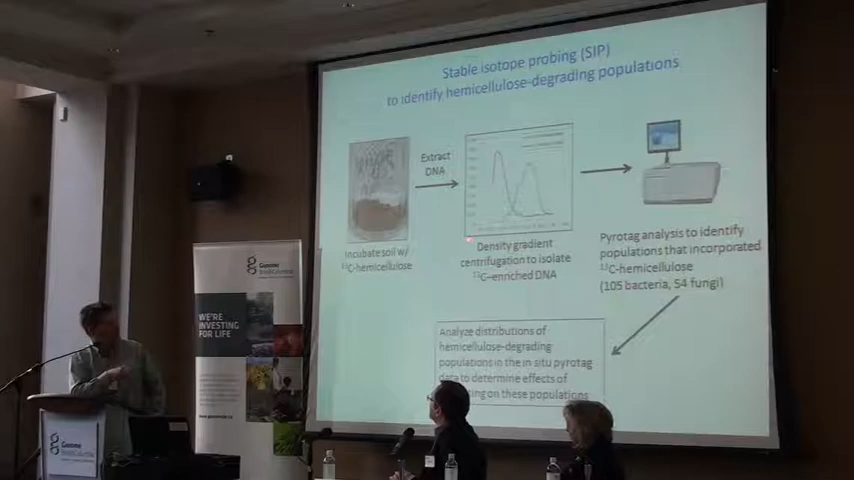 Stable isotope probing (SIP)
to identify hemicellulose-degrading populations
Extract
DNA
Incubate soil w/
¹³C-hemicellulose
Density gradient
centrifugation to isolate
¹³C-enriched DNA
Pyrotag analysis to identify
populations that incorporated
¹³C-hemicellulose
(105 bacteria, 54 fungi)
Analyze distributions of
hemicellulose-degrading
populations in the in situ pyrotag
data to determine effects of
on these populations
Genome
BritishColumbia
WE'RE
INVESTING
FOR LIFE
Genome
BritishColumbia